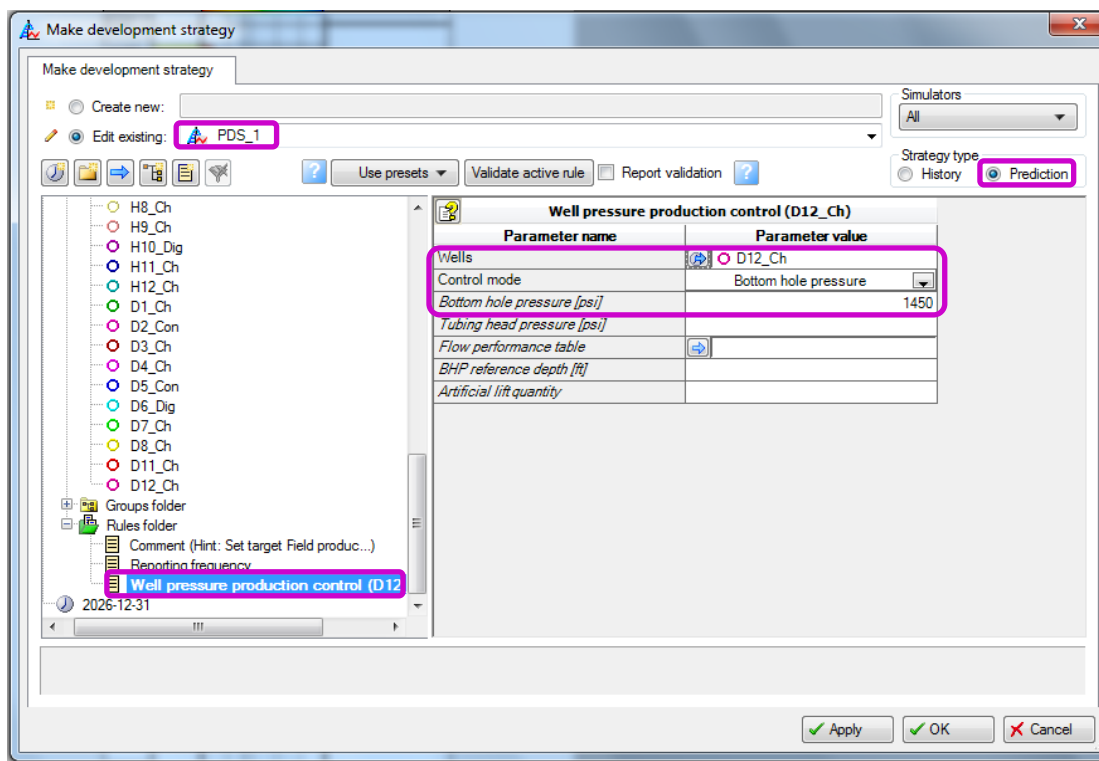 Make development strategy
Make development strategy
Create new:
Edit existing: PDS_1
Simulators
All
Strategy type
History Prediction
Use presets Validate active rule Report validation
H8_Ch
H9_Ch
H10_Dig
H11_Ch
H12_Ch
D1_Ch
D2_Con
D3_Ch
D4_Ch
D5_Con
D6_Dig
D7_Ch
D8_Ch
D11_Ch
D12_Ch
Groups folder
Rules folder
Comment (Hint: Set target Field produc...)
Reporting frequency
Well pressure production control (D12
2026-12-31
Well pressure production control (D12_Ch)
Parameter name Parameter value
Wells D12_Ch
Control mode Bottom hole pressure
Bottom hole pressure [psi] 1450
Tubing head pressure [psi]
Flow performance table
BHP reference depth [ft]
Artificial lift quantity
Apply OK Cancel